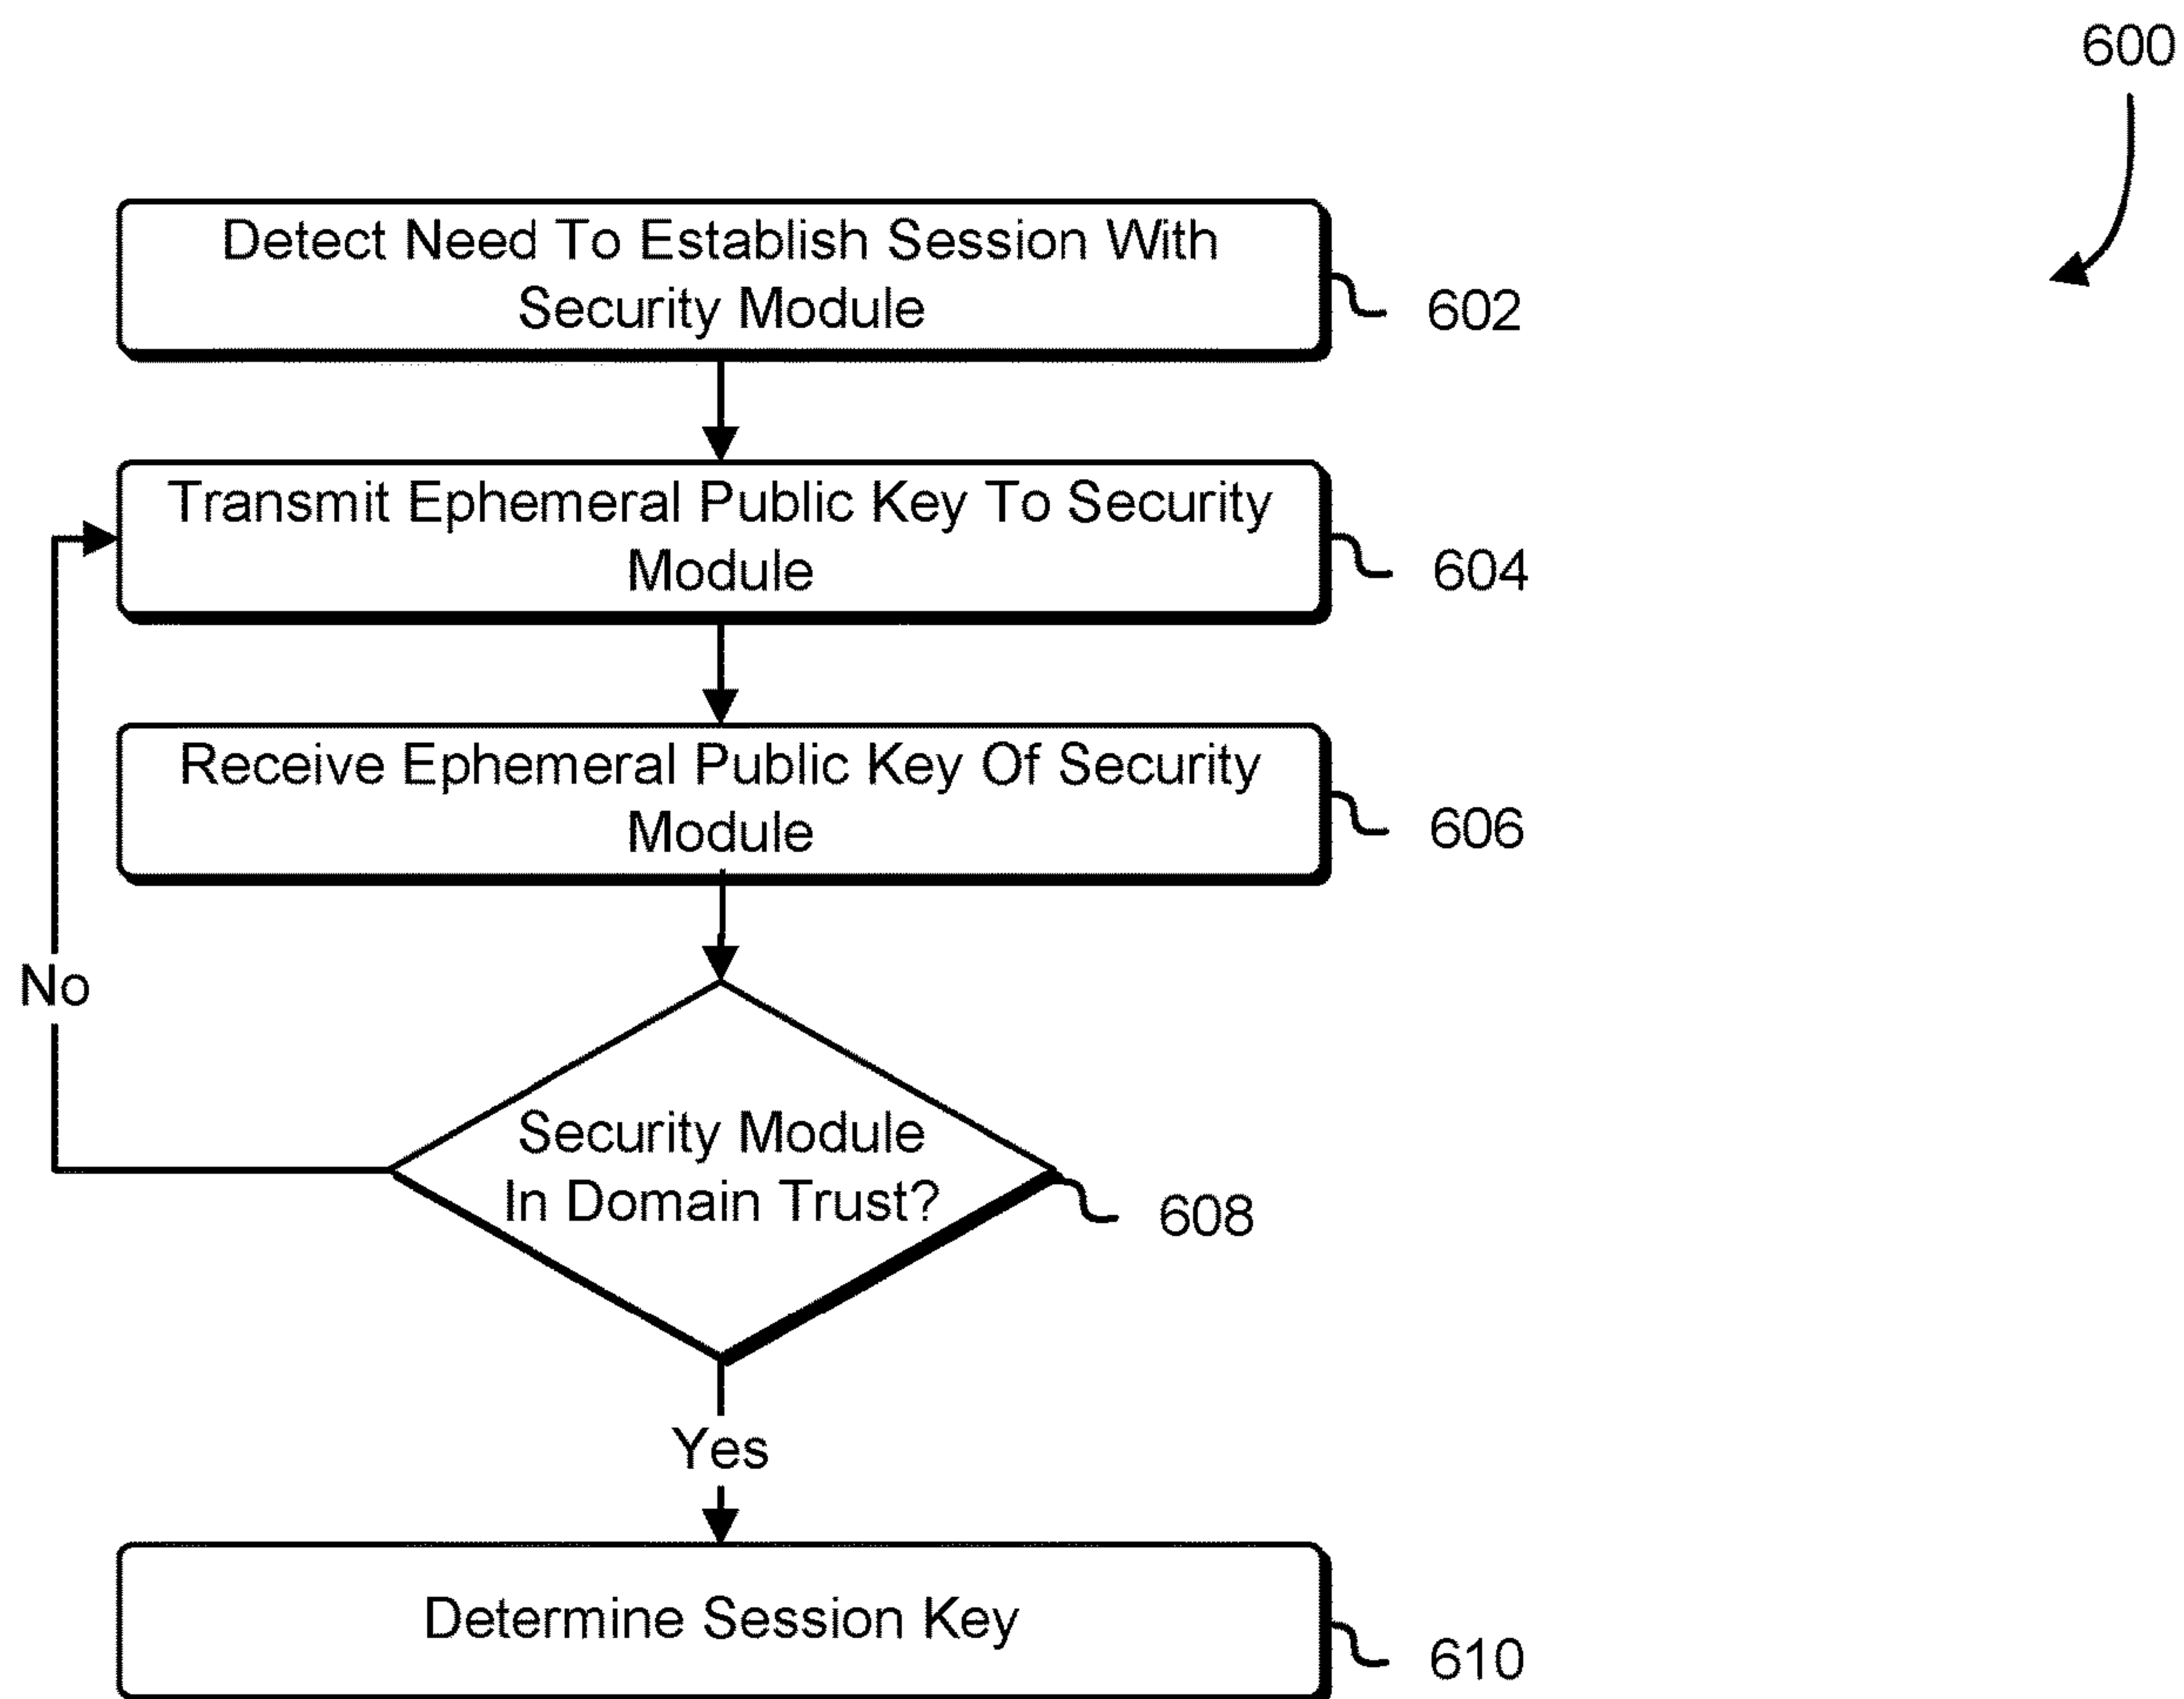 600
Detect Need To Establish Session With
Security Module
602
Transmit Ephemeral Public Key To Security
Module
604
Receive Ephemeral Public Key Of Security
Module
606
No
Security Module
In Domain Trust?
608
Yes
Determine Session Key
610